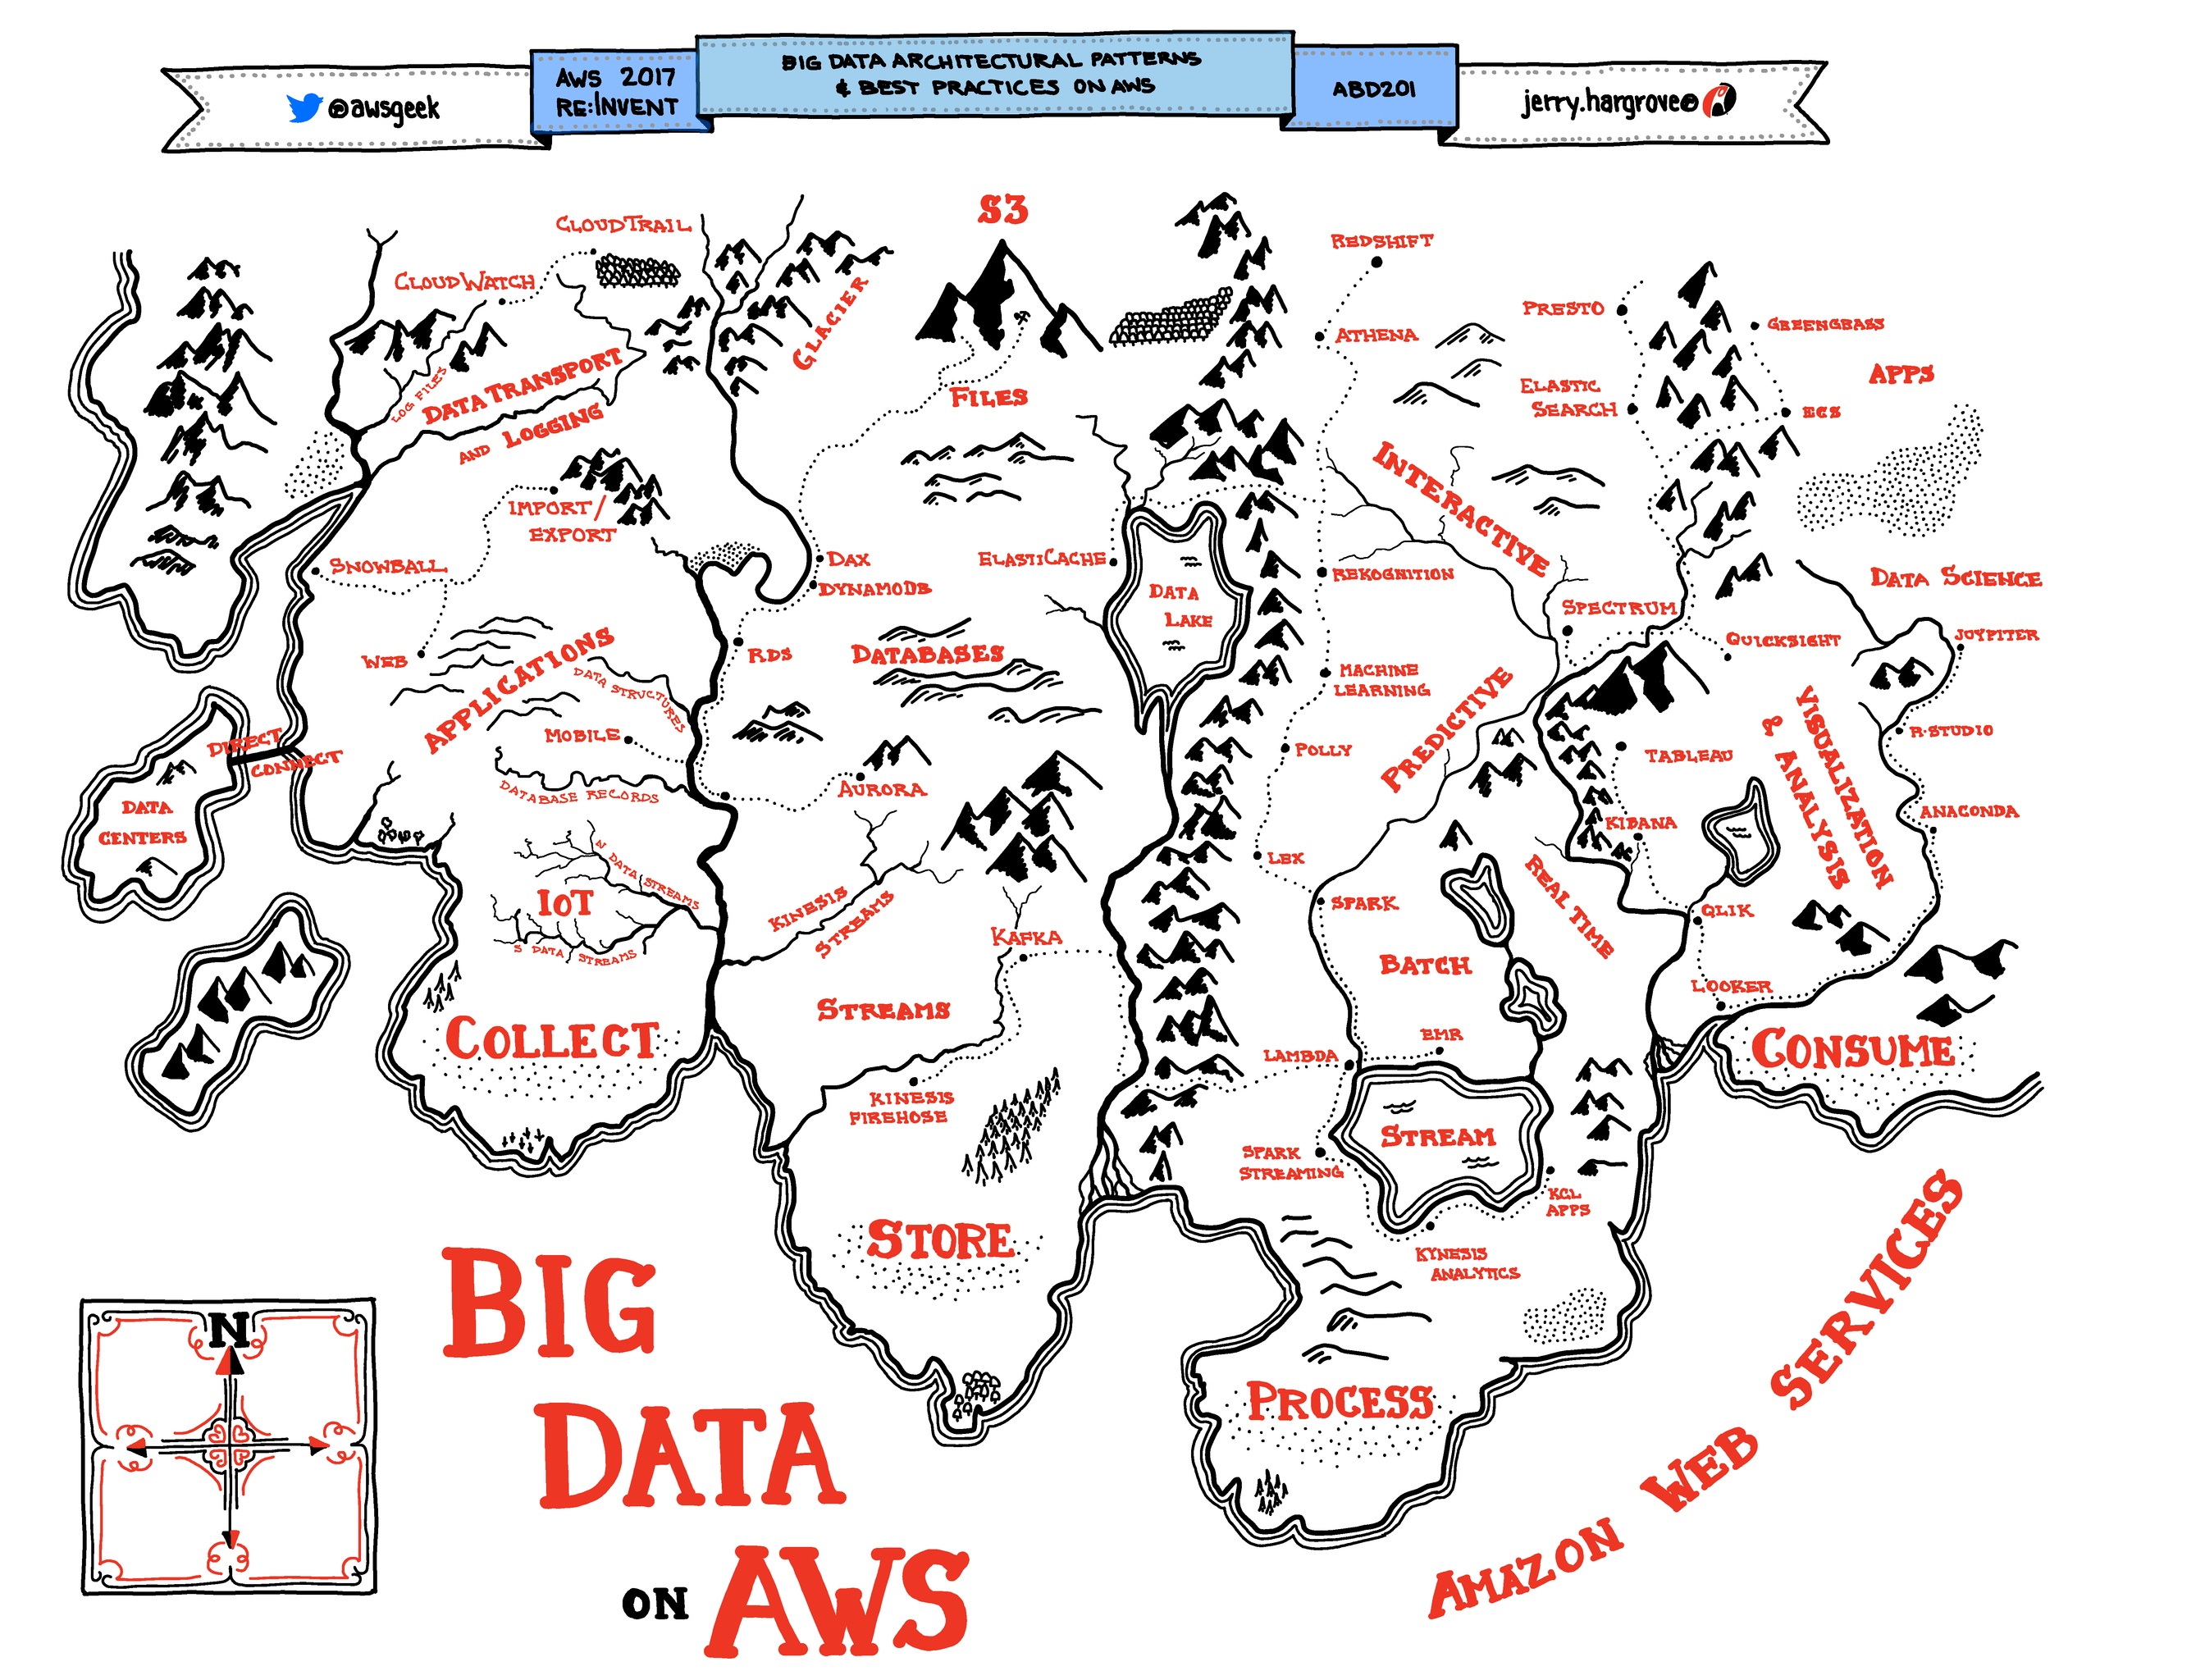 @awsgeek
AWS 2017
RE:INVENT
BIG DATA ARCHITECTURAL PATTERNS
& BEST PRACTICES ON AWS
ABD201
jerry.hargrove@
CLOUDTRAIL
CLOUDWATCH
LOG FILES
DATA TRANSPORT
AND LOGGING
IMPORT/
EXPORT
SNOWBALL
WEB
APPLICATIONS
DATA STRUCTURES
MOBILE
DATABASE RECORDS
DIRECT
CONNECT
DATA
CENTERS
N DATA STREAMS
IOT
S DATA STREAMS
COLLECT
S3
GLACIER
FILES
DAX
DYNAMODB
ELASTICACHE
DATA
LAKE
RDS
DATABASES
AURORA
KINESIS
STREAMS
KAFKA
STREAMS
KINESIS
FIREHOSE
STORE
REDSHIFT
ATHENA
PRESTO
ELASTIC
SEARCH
INTERACTIVE
REKOGNITION
SPECTRUM
MACHINE
LEARNING
PREDICTIVE
POLLY
LEX
SPARK
BATCH
REAL TIME
EMR
LAMBDA
STREAM
SPARK
STREAMING
KCL
APPS
KYNESIS
ANALYTICS
PROCESS
GREENGRASS
APPS
ECS
DATA SCIENCE
JUYPITER
QUICKSIGHT
VISUALIZATION
& ANALYSIS
R-STUDIO
TABLEAU
KIBANA
ANACONDA
QLIK
LOOKER
CONSUME
N
BIG
DATA
ON AWS
AMAZON WEB SERVICES